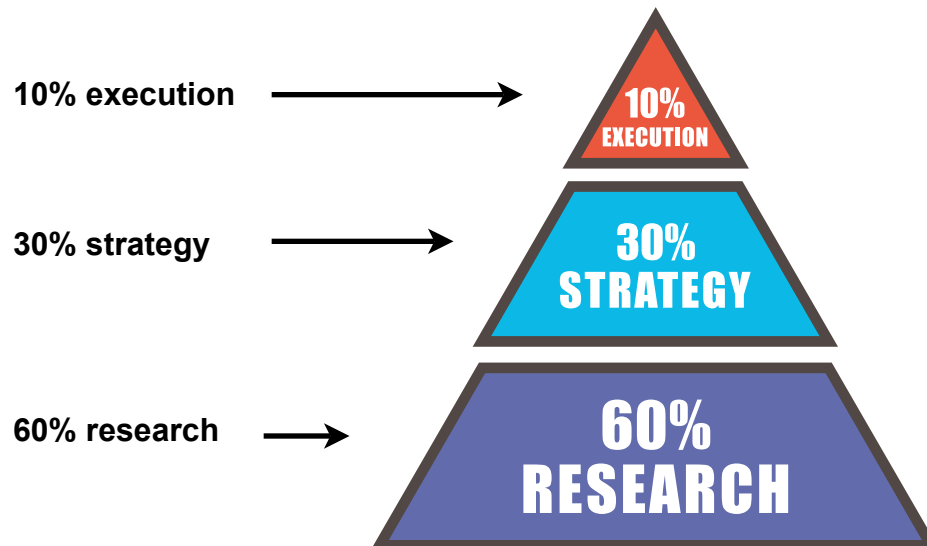 10% execution
10%
EXECUTION
30% strategy
30%
STRATEGY
60% research
60%
RESEARCH